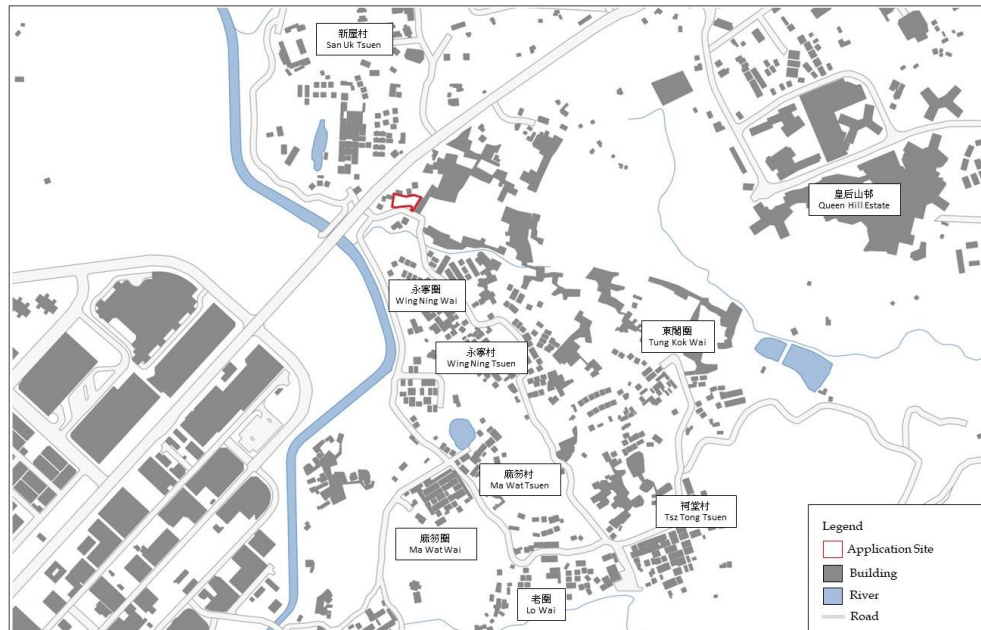 新屋村
San Uk Tsuen
皇后山邨
Queen Hill Estate
永寧圍
Wing Ning Wai
東閣圍
Tung Kok Wai
永寧村
Wing Ning Tsuen
麻笏村
Ma Wat Tsuen
祠堂村
Tsz Tong Tsuen
麻笏圍
Ma Wat Wai
老圍
Lo Wai
Legend
Application Site
Building
River
Road